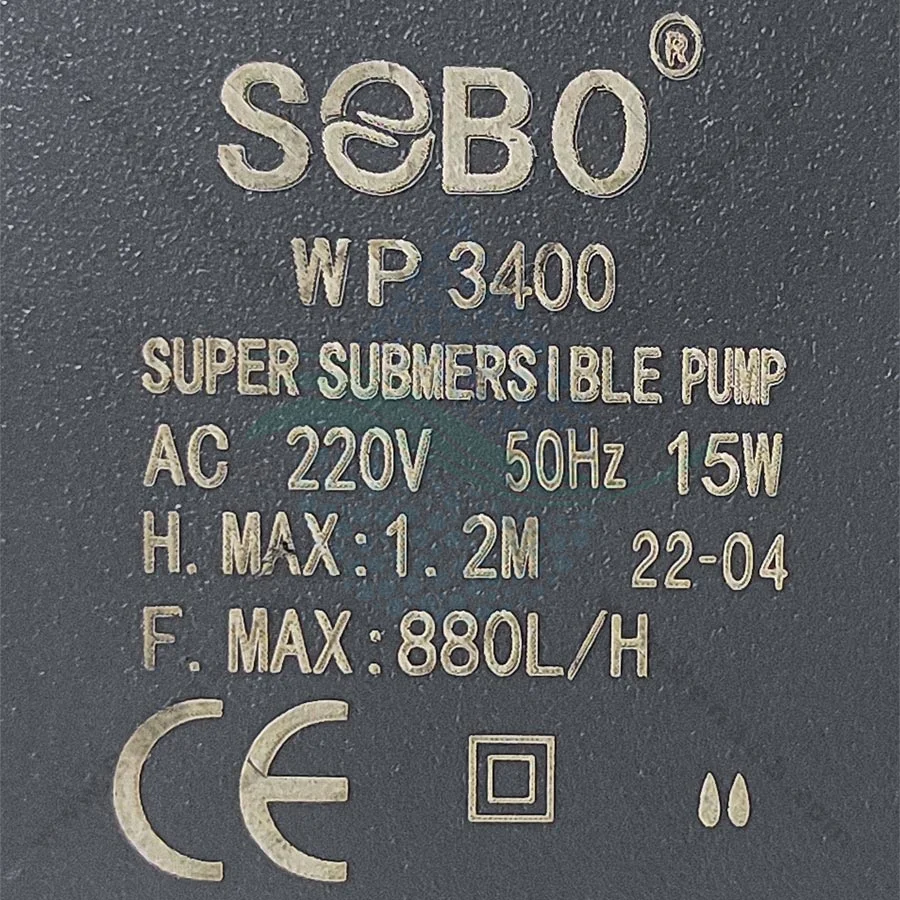 SOBO®
WP 3400
SUPER SUBMERSIBLE PUMP
AC 220V 50Hz 15W
H. MAX:1. 2M 22-04
F. MAX:880L/H
CE